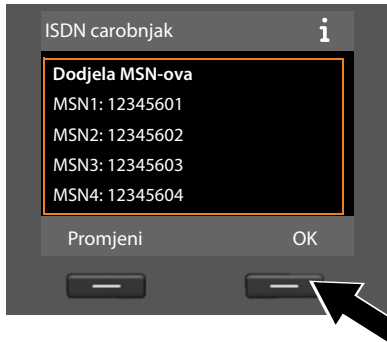 ISDN carobnjak i
Dodjela MSN-ova
MSN1: 12345601
MSN2: 12345602
MSN3: 12345603
MSN4: 12345604
Promjeni OK